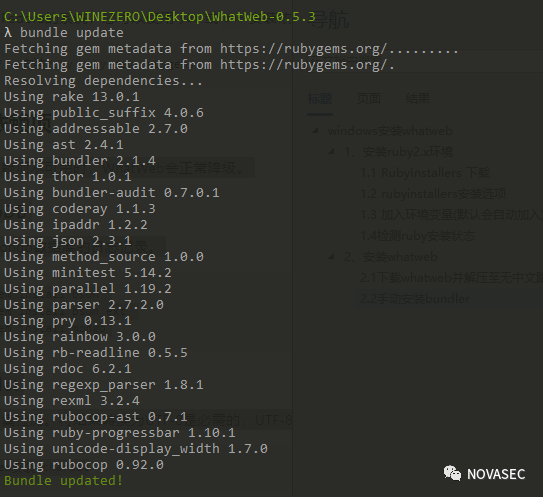 C:\Users\WINEZERO\Desktop\WhatWeb-0.5.3
λ bundle update
Fetching gem metadata from https://rubygems.org/.........
Fetching gem metadata from https://rubygems.org/.
Resolving dependencies...
Using rake 13.0.1
Using public_suffix 4.0.6
Using addressable 2.7.0
Using ast 2.4.1
Using bundler 2.1.4
Using thor 1.0.1
Using bundler-audit 0.7.0.1
Using coderay 1.1.3
Using ipaddr 1.2.2
Using json 2.3.1
Using method_source 1.0.0
Using minitest 5.14.2
Using parallel 1.19.2
Using parser 2.7.2.0
Using pry 0.13.1
Using rainbow 3.0.0
Using rb-readline 0.5.5
Using rdoc 6.2.1
Using regexp_parser 1.8.1
Using rexml 3.2.4
Using rubocop-ast 0.7.1
Using ruby-progressbar 1.10.1
Using unicode-display_width 1.7.0
Using rubocop 0.92.0
Bundle updated!
导航
标题 页面 结果
windows安装whatweb
1、安装ruby2.x环境
1.1 RubyInstallers 下载
1.2 rubyinstallers安装选项
1.3 加入环境变量(默认会自动加入
1.4检测ruby安装状态
2、安装whatweb
2.1下载whatweb并解压至无中文
2.2手动安装bundler
会正常降级，
是必需的，UTF-8
NOVASEC